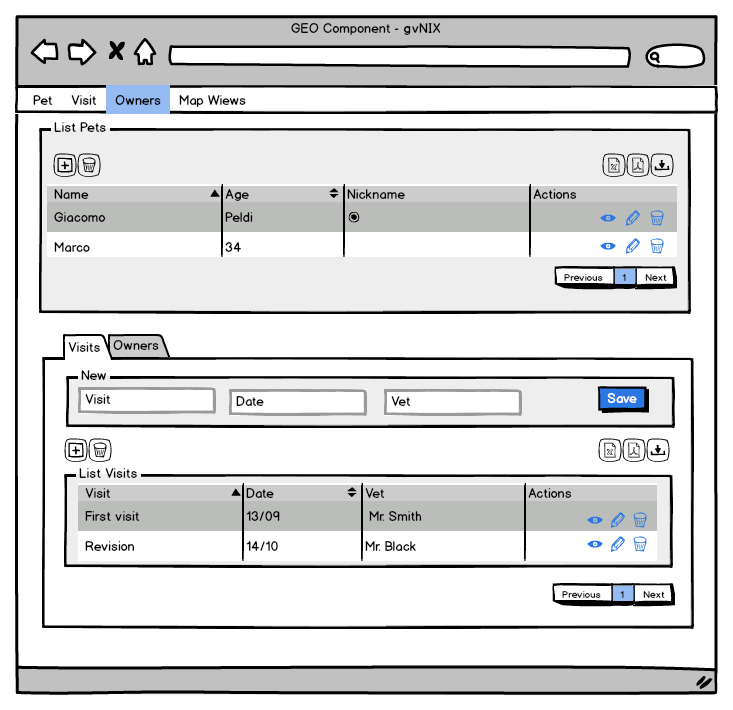 GEO Component - gvNIX
Pet Visit Owners Map Wiews
List Pets
Name Age Nickname Actions
Giacomo Peldi
Marco 34
Previous 1 Next
Visits Owners
New
Visit Date Vet Save
List Visits
Visit Date Vet Actions
First visit 13/09 Mr. Smith
Revision 14/10 Mr. Black
Previous 1 Next